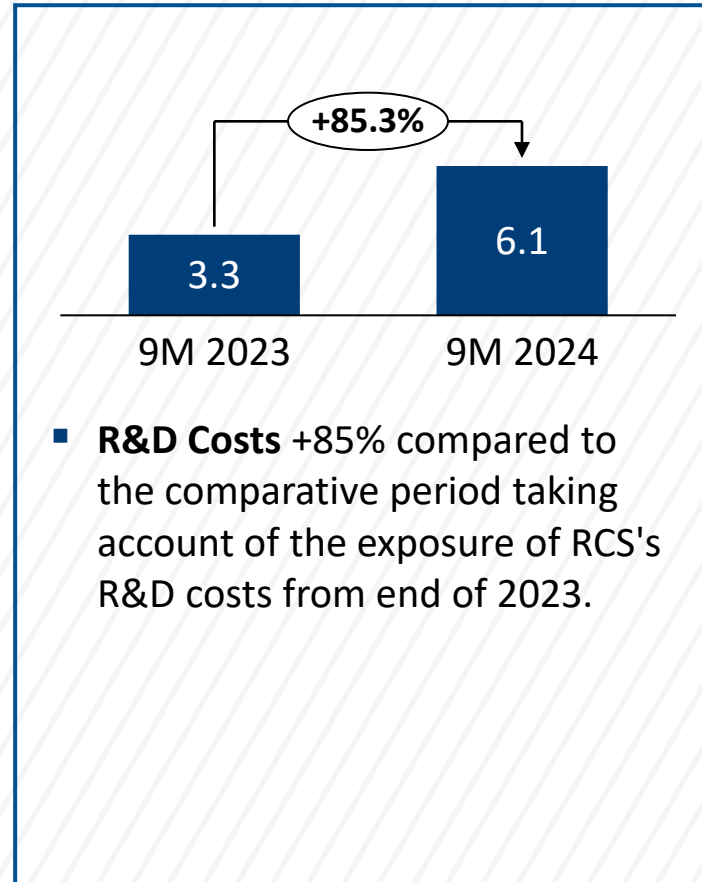 +85.3%
3.3
6.1
9M 2023
9M 2024
▪ R&D Costs +85% compared to
the comparative period taking
account of the exposure of RCS's
R&D costs from end of 2023.